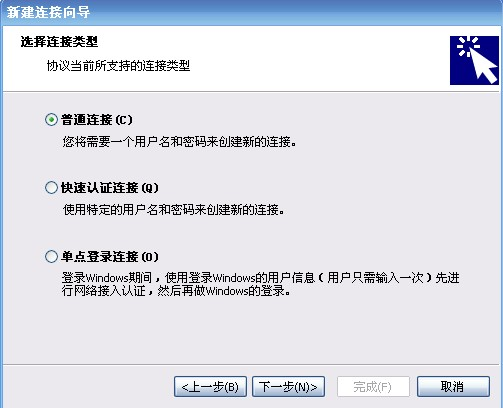 新建连接向导
选择连接类型
协议当前所支持的连接类型
普通连接(C)
您将需要一个用户名和密码来创建新的连接。
快速认证连接(Q)
使用特定的用户名和密码来创建新的连接。
单点登录连接(O)
登录Windows期间，使用登录Windows的用户信息（用户只需输入一次）先进
行网络接入认证，然后再做Windows的登录。
<上一步(B) 下一步(N)> 完成(F) 取消